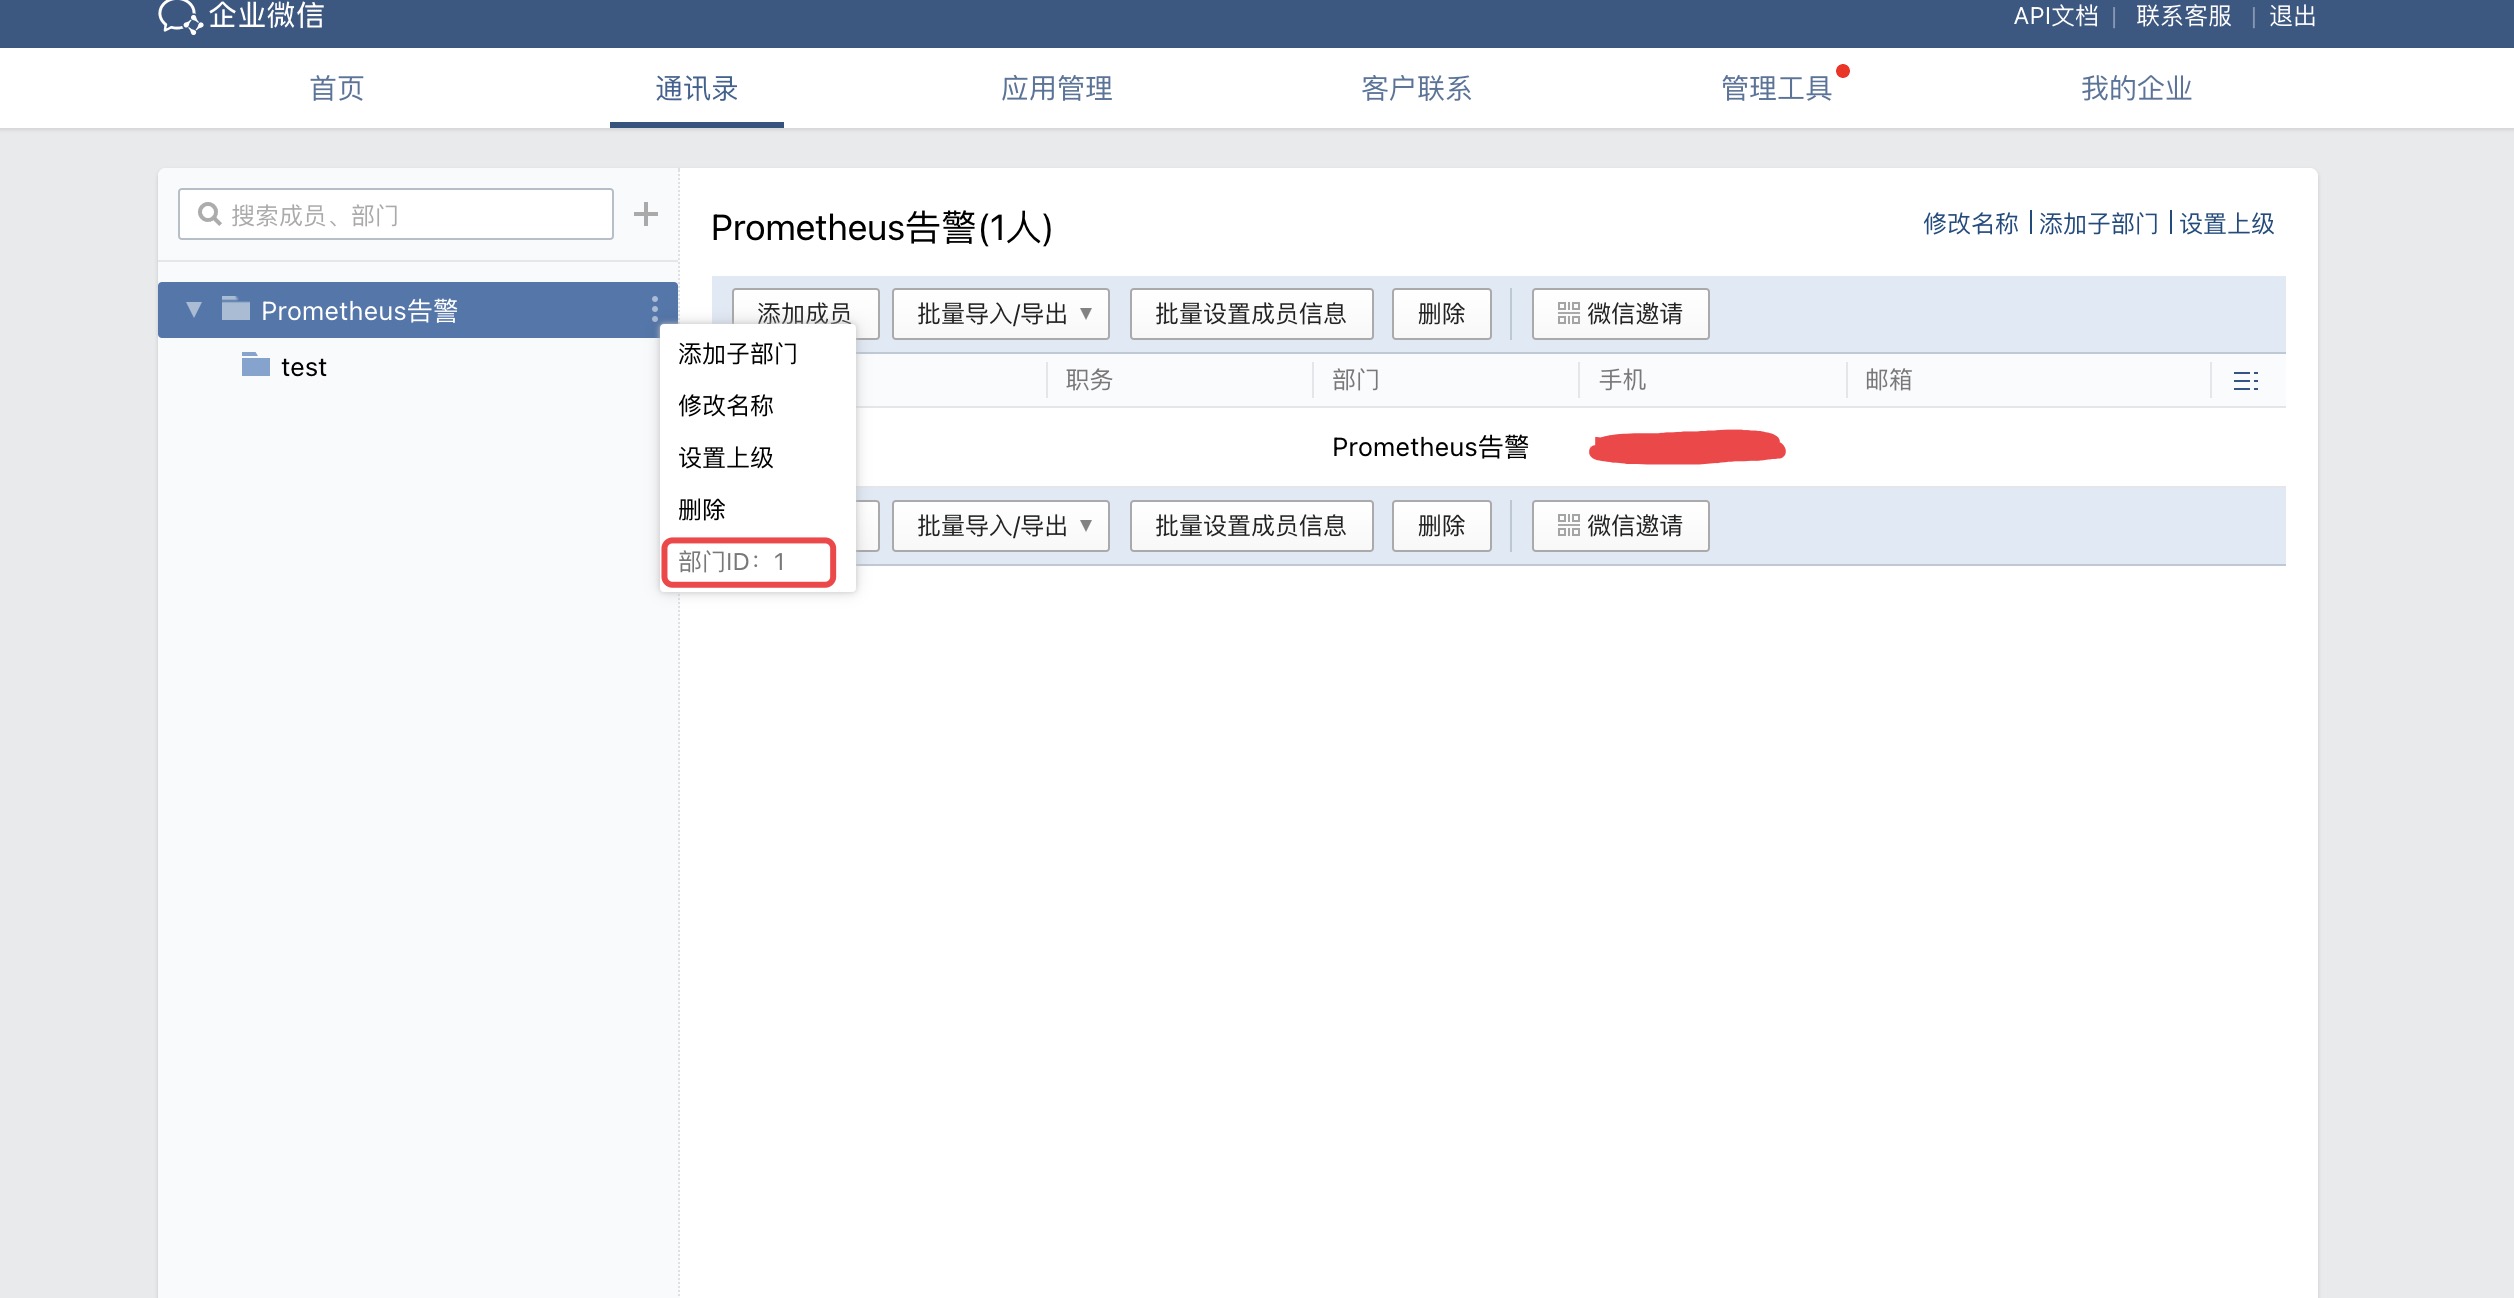 企业微信
API文档 | 联系客服 | 退出
首页 通讯录 应用管理 客户联系 管理工具 我的企业
搜索成员、部门
Prometheus告警
test
Prometheus告警(1人)
修改名称 | 添加子部门 | 设置上级
添加成员 批量导入/导出 ▼ 批量设置成员信息 删除 微信邀请
添加子部门
修改名称
设置上级
删除
部门ID：1
职务 部门 手机 邮箱
Prometheus告警
批量导入/导出 ▼ 批量设置成员信息 删除 微信邀请